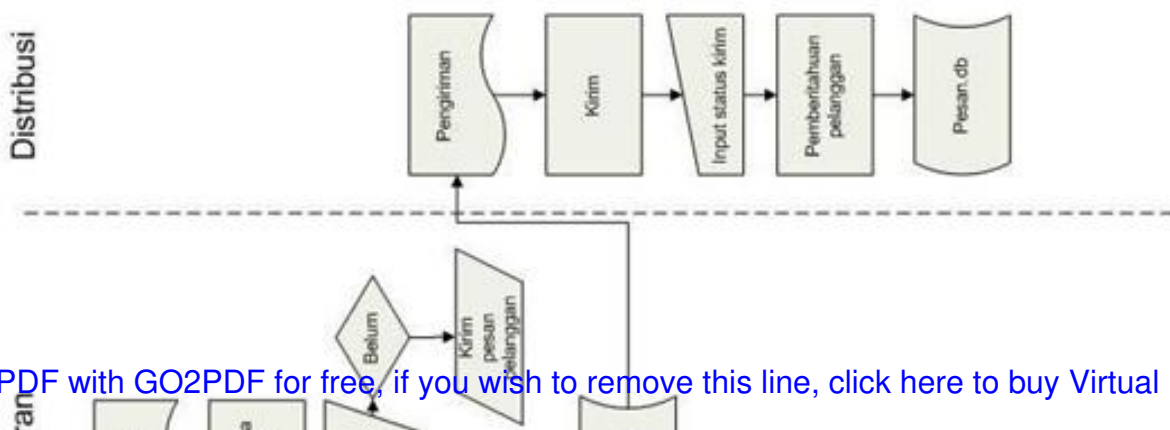 Distribusi
Pengiriman
Kirim
Input status kirim
Pemberitahuan
pelanggan
Pesan.db
Belum
Kirim
pesan
pelanggan
PDF with GO2PDF for free, if you wish to remove this line, click here to buy Virtual
ran
a